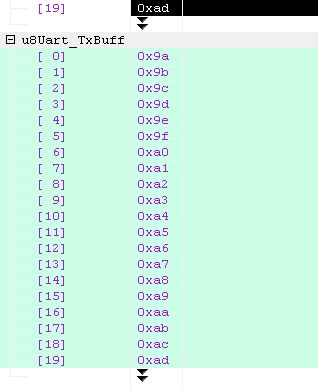 [19] 0xad
u8Uart_TxBuff
[ 0] 0x9a
[ 1] 0x9b
[ 2] 0x9c
[ 3] 0x9d
[ 4] 0x9e
[ 5] 0x9f
[ 6] 0xa0
[ 7] 0xa1
[ 8] 0xa2
[ 9] 0xa3
[10] 0xa4
[11] 0xa5
[12] 0xa6
[13] 0xa7
[14] 0xa8
[15] 0xa9
[16] 0xaa
[17] 0xab
[18] 0xac
[19] 0xad